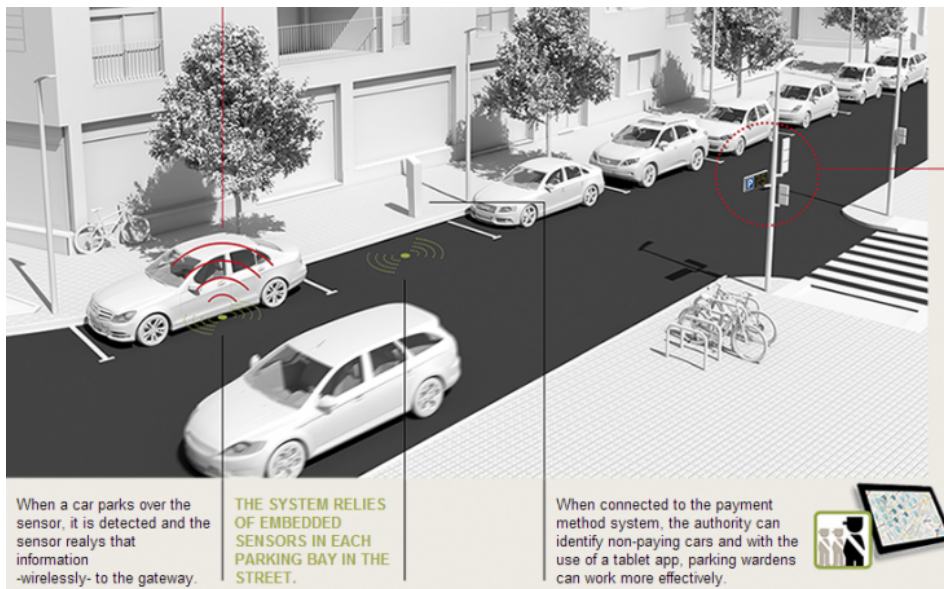 P
When a car parks over the
sensor, it is detected and the
sensor realys that
information
-wirelessly- to the gateway.
THE SYSTEM RELIES
OF EMBEDDED
SENSORS IN EACH
PARKING BAY IN THE
STREET.
When connected to the payment
method system, the authority can
identify non-paying cars and with the
use of a tablet app, parking wardens
can work more effectively.